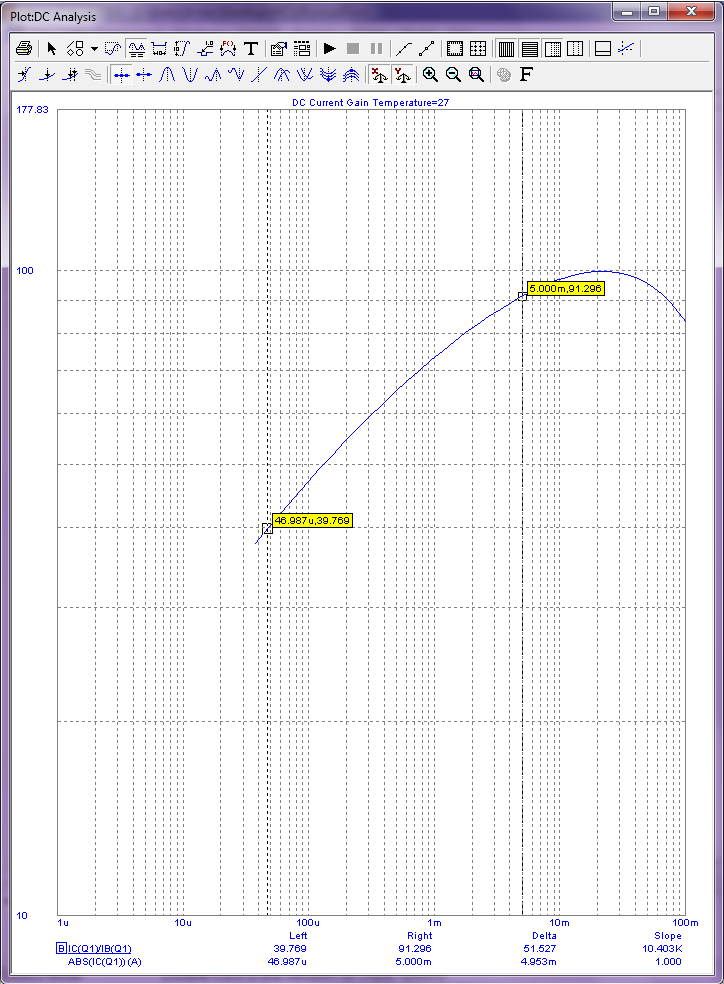 Plot:DC Analysis
T
F
DC Current Gain Temperature=27
177.83
100
5.000m,91.296
46.987u,39.769
10
1u 10u 100u 1m 10m 100m
Left Right Delta Slope
B IC(Q1)/IB(Q1) 39.769 91.296 51.527 10.403K
ABS(IC(Q1)) (A) 46.987u 5.000m 4.953m 1.000